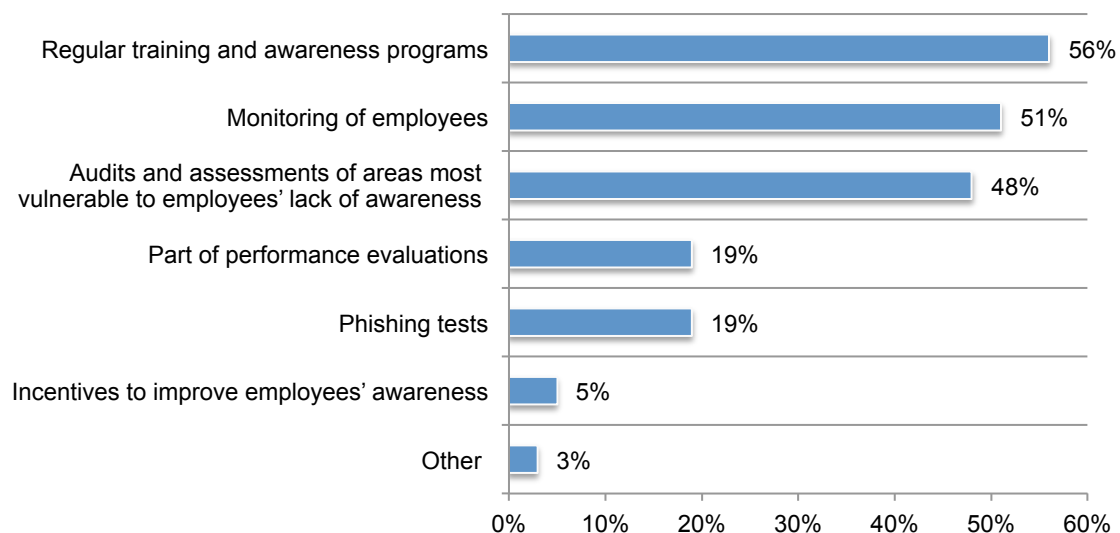 Regular training and awareness programs
56%
Monitoring of employees
51%
Audits and assessments of areas most
vulnerable to employees’ lack of awareness
48%
Part of performance evaluations
19%
Phishing tests
19%
Incentives to improve employees’ awareness
5%
Other
3%
0% 10% 20% 30% 40% 50% 60%